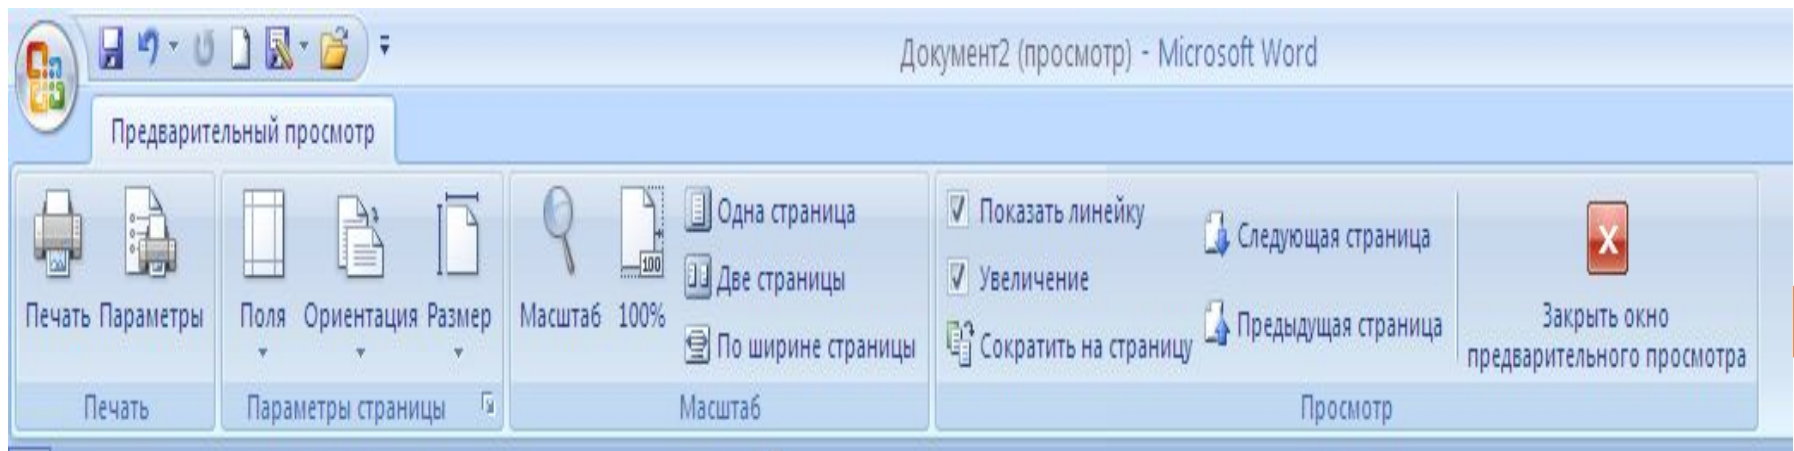 Документ2 (просмотр) - Microsoft Word
Предварительный просмотр
Печать
Параметры
Поля
Ориентация
Размер
Масштаб
100
100%
Одна страница
Две страницы
По ширине страницы
Показать линейку
Увеличение
Сократить на страницу
Следующая страница
Предыдущая страница
Закрыть окно
предварительного просмотра
Печать
Параметры страницы
Масштаб
Просмотр